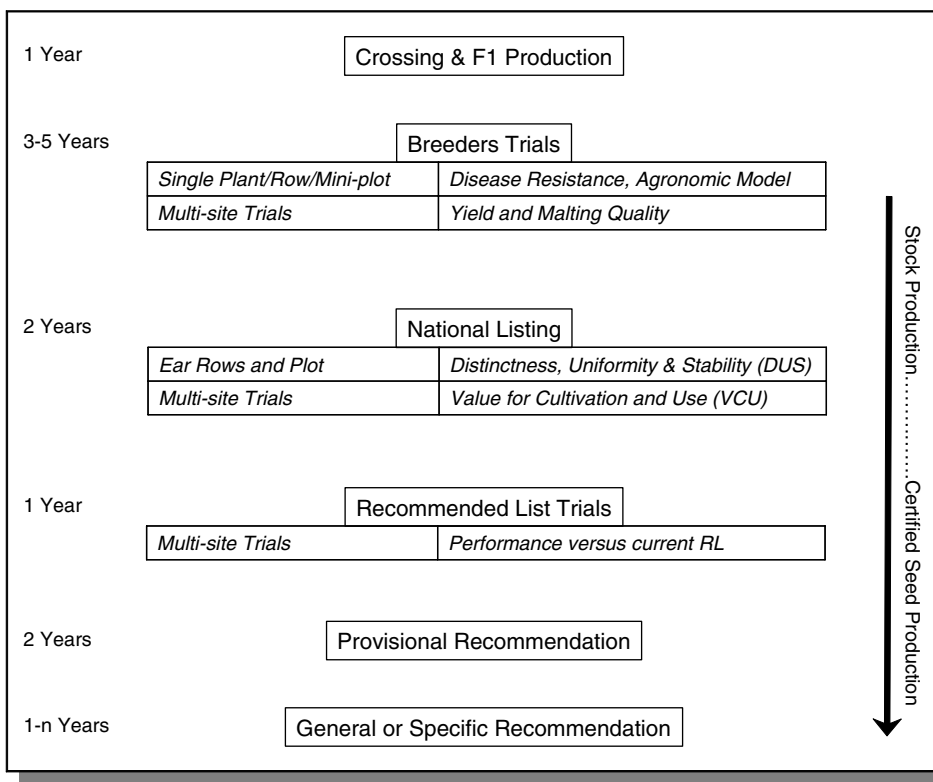 1 Year
Crossing & F1 Production
3-5 Years
Breeders Trials
Single Plant/Row/Mini-plot
Disease Resistance, Agronomic Model
Multi-site Trials
Yield and Malting Quality
2 Years
National Listing
Ear Rows and Plot
Distinctness, Uniformity & Stability (DUS)
Multi-site Trials
Value for Cultivation and Use (VCU)
1 Year
Recommended List Trials
Multi-site Trials
Performance versus current RL
2 Years
Provisional Recommendation
1-n Years
General or Specific Recommendation
Stock Production……………Certified Seed Production